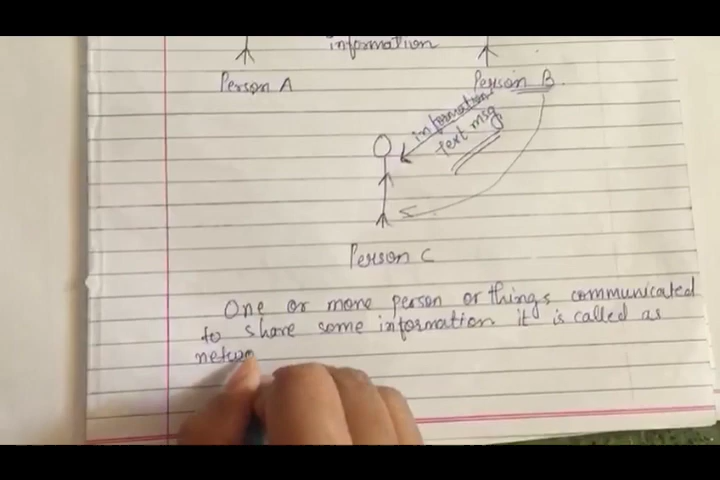 information
Person A
Person B
information
Text msg
Person C
One or more person or things communicated
to share some information it is called as
netwo